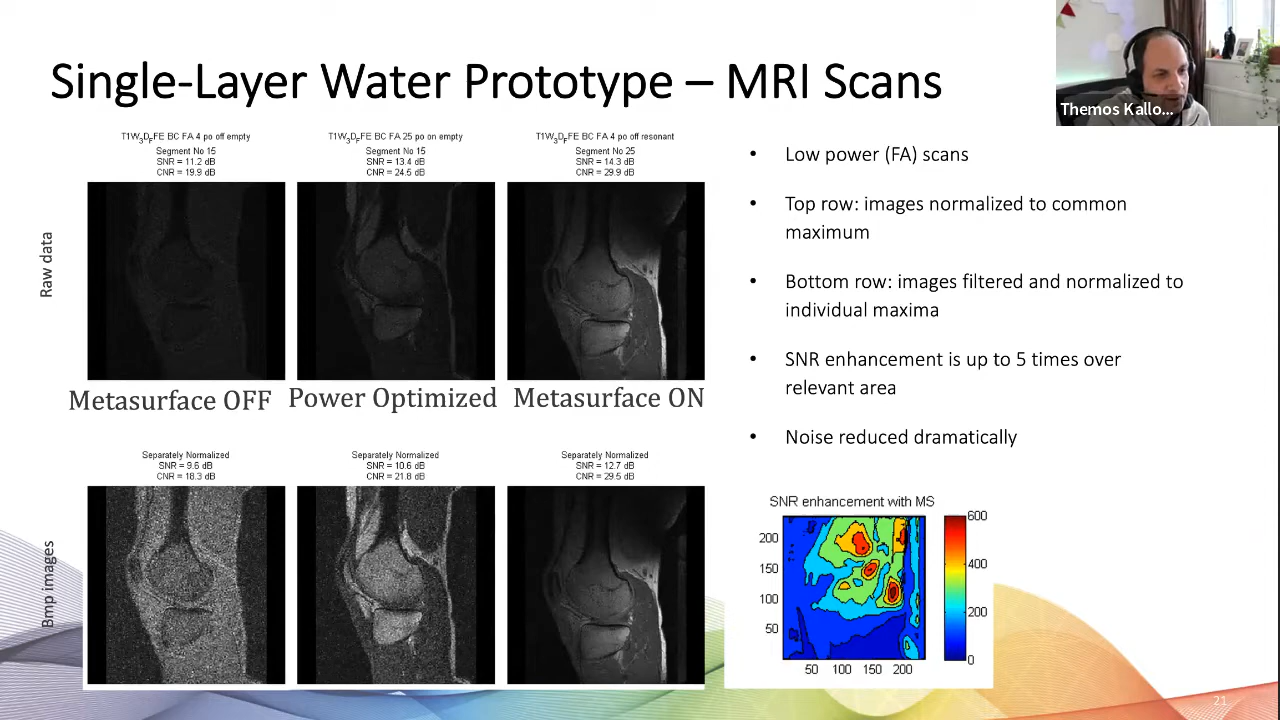 Single-Layer Water Prototype – MRI Scans
Themos Kallo...
T1W3DFFE BC FA 4 po off empty
Segment No 15
SNR = 11.2 dB
CNR = 19.9 dB
T1W3DFFE BC FA 25 po on empty
Segment No 15
SNR = 13.4 dB
CNR = 24.5 dB
T1W3DFFE BC FA 4 po off resonant
Segment No 25
SNR = 14.3 dB
CNR = 29.9 dB
Raw data
Metasurface OFF
Power Optimized
Metasurface ON
Separately Normalized
SNR = 9.6 dB
CNR = 18.3 dB
Separately Normalized
SNR = 10.6 dB
CNR = 21.8 dB
Separately Normalized
SNR = 12.7 dB
CNR = 29.5 dB
Bmp images
• Low power (FA) scans
• Top row: images normalized to common
maximum
• Bottom row: images filtered and normalized to
individual maxima
• SNR enhancement is up to 5 times over
relevant area
• Noise reduced dramatically
SNR enhancement with MS
200
150
100
50
50 100 150 200
600
400
200
0
21